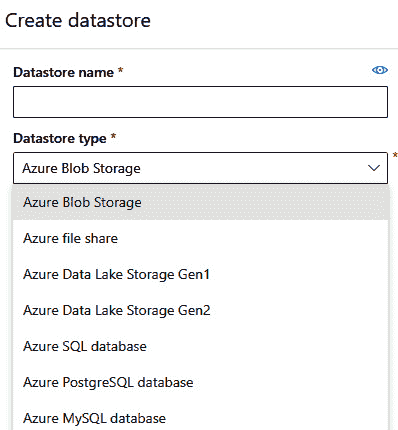 Create datastore
Datastore name *
Datastore type *
Azure Blob Storage
*
Azure Blob Storage
Azure file share
Azure Data Lake Storage Gen1
Azure Data Lake Storage Gen2
Azure SQL database
Azure PostgreSQL database
Azure MySQL database